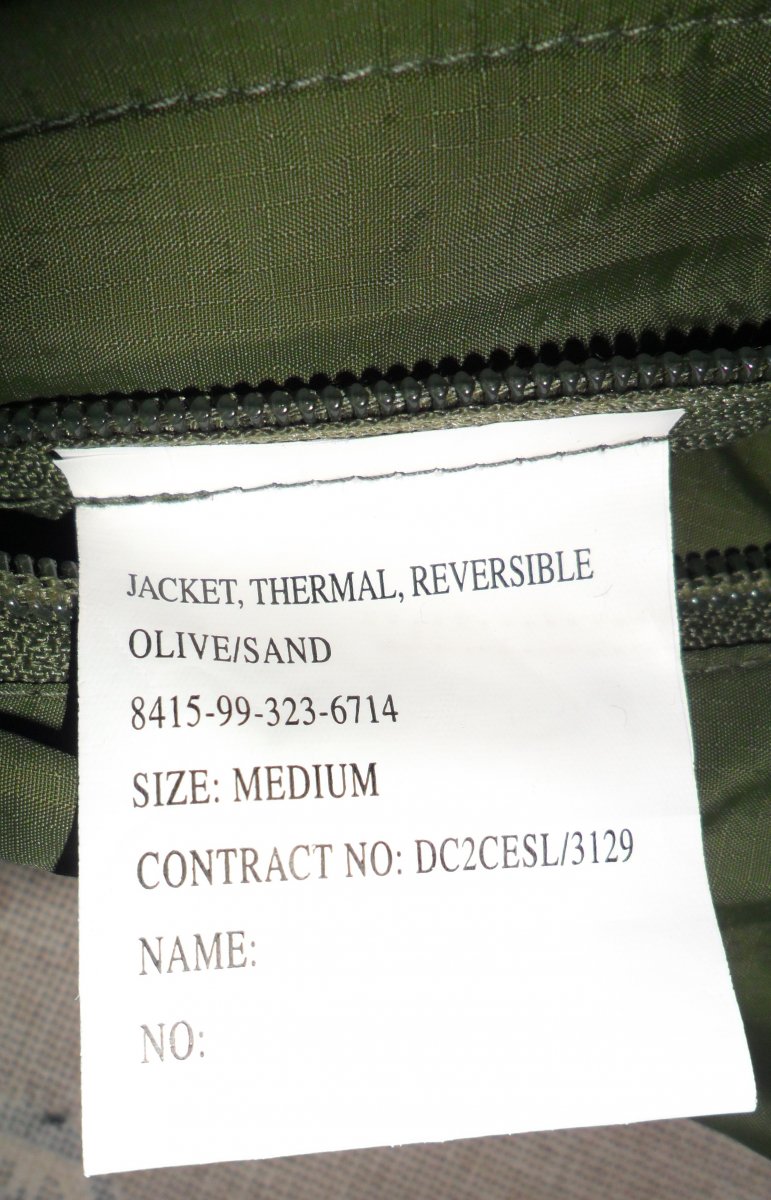 JACKET, THERMAL, REVERSIBLE
OLIVE/SAND
8415-99-323-6714
SIZE: MEDIUM
CONTRACT NO: DC2CESL/3129
NAME:
NO: